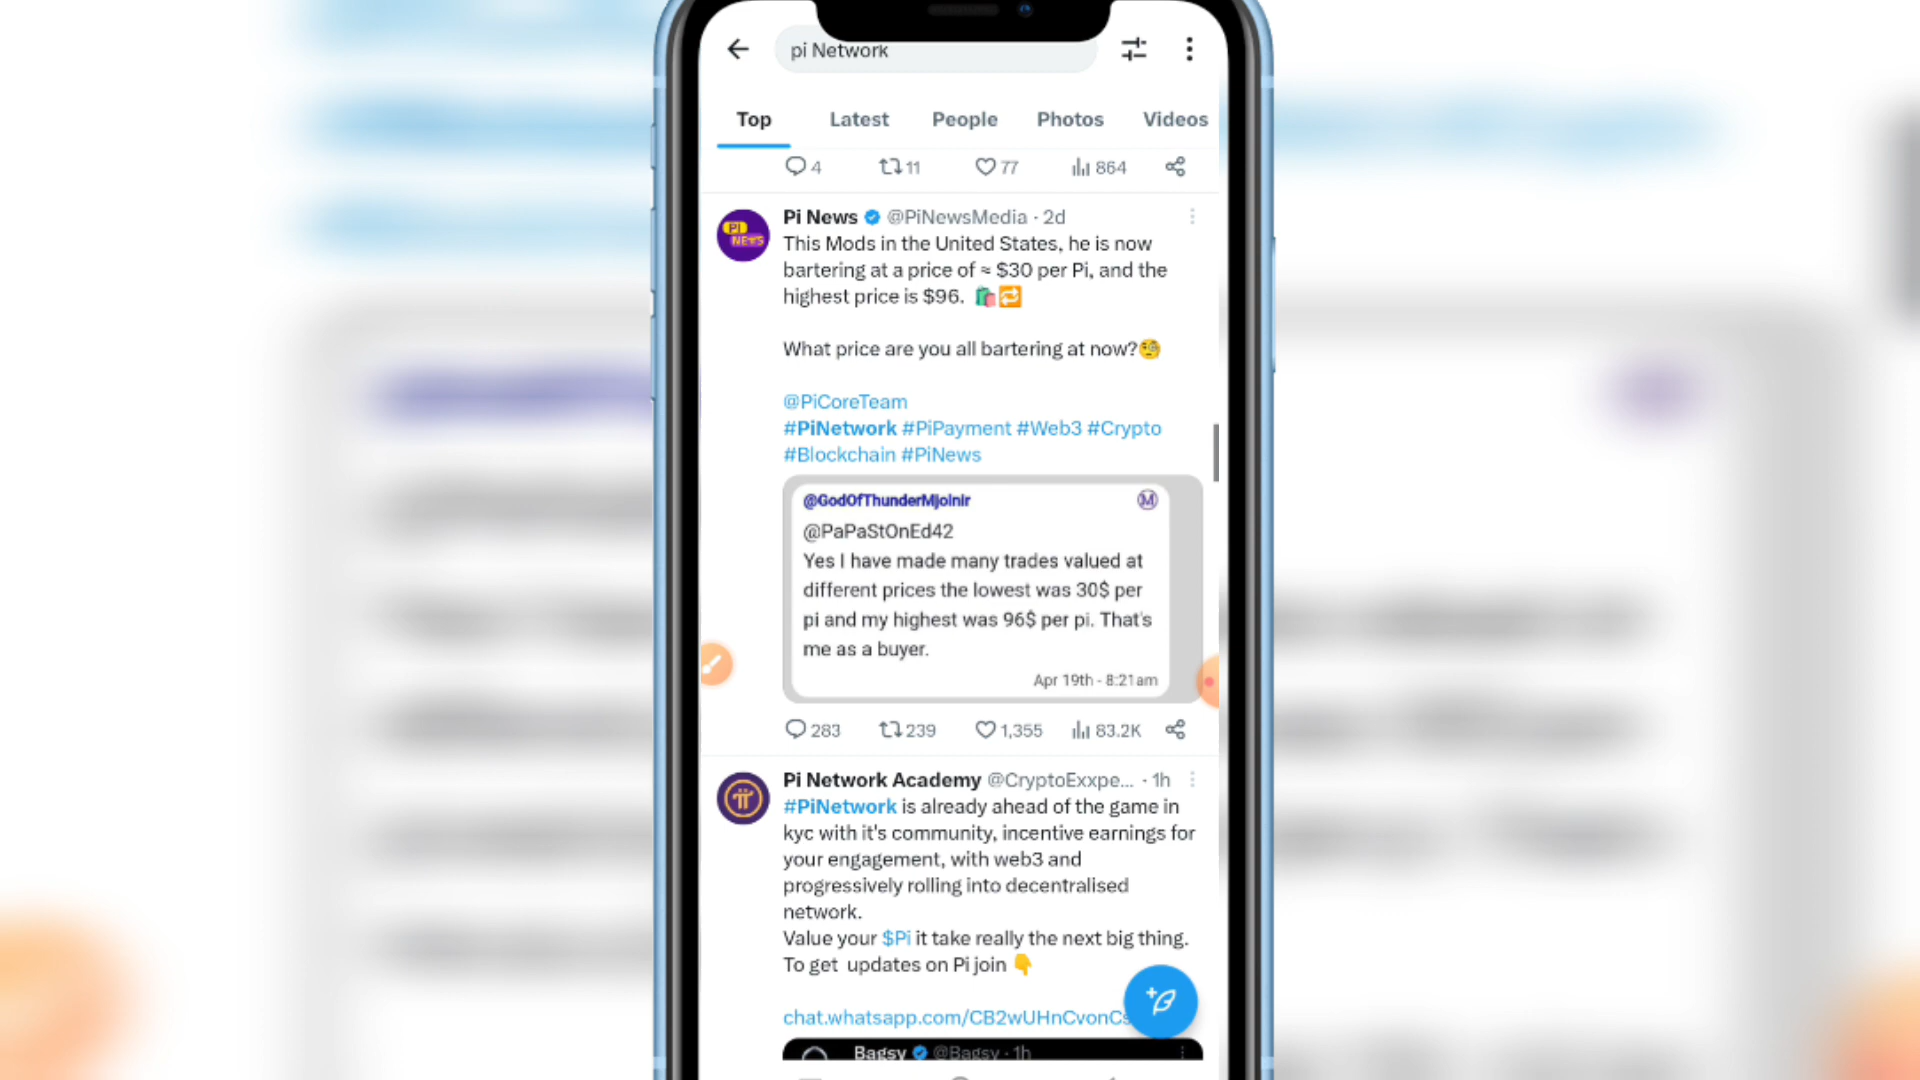 pi Network
Top Latest People Photos Videos
4 11 77 864
Pi News @PiNewsMedia · 2d
This Mods in the United States, he is now
bartering at a price of ≈ $30 per Pi, and the
highest price is $96.
What price are you all bartering at now?
@PiCoreTeam
#PiNetwork #PiPayment #Web3 #Crypto
#Blockchain #PiNews
@GodOfThunderMjolnir M
@PaPaStOnEd42
Yes I have made many trades valued at
different prices the lowest was 30$ per
pi and my highest was 96$ per pi. That's
me as a buyer.
Apr 19th - 8:21am
283 239 1,355 83.2K
PI
NEWS
Pi Network Academy @CryptoExxpe... · 1h
#PiNetwork is already ahead of the game in
kyc with it's community, incentive earnings for
your engagement, with web3 and
progressively rolling into decentralised
network.
Value your $Pi it take really the next big thing.
To get updates on Pi join
chat.whatsapp.com/CB2wUHnCvonC
Bagsy @Bagsy · 1h